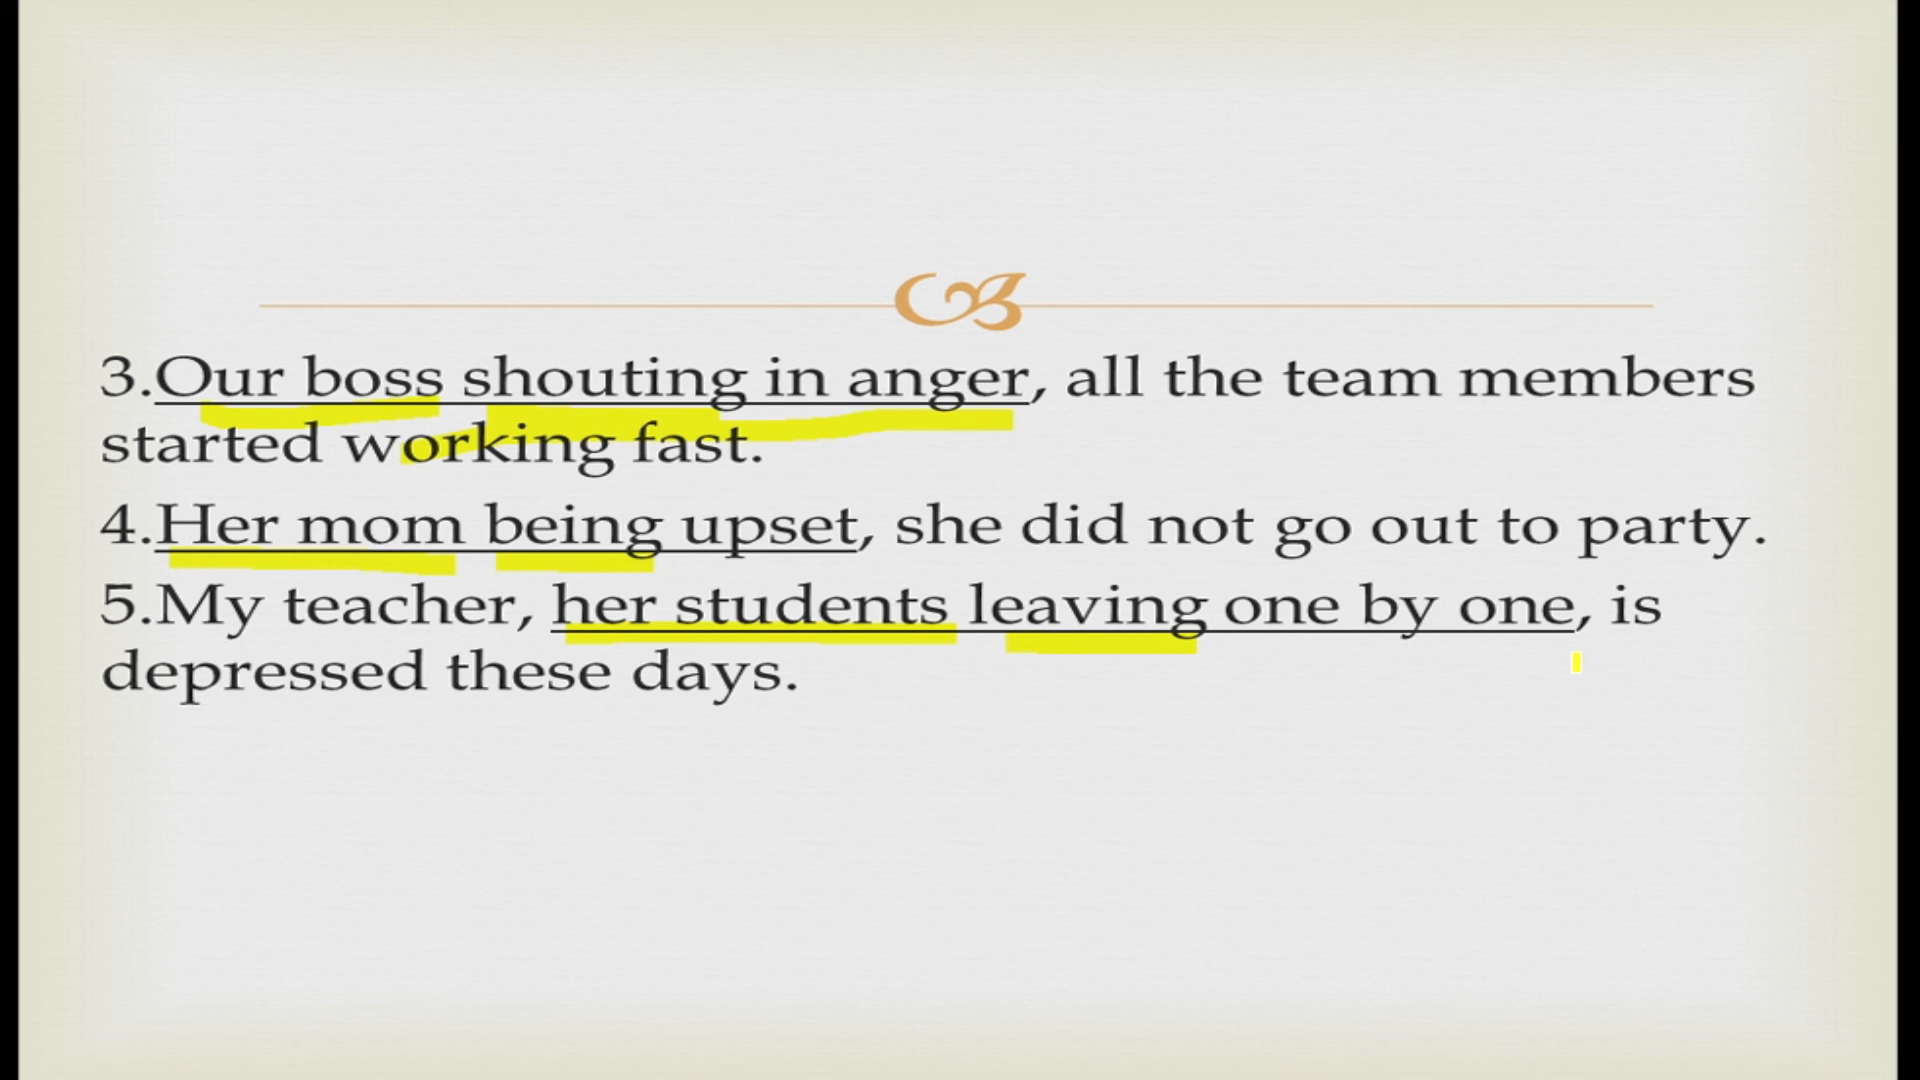 3.Our boss shouting in anger, all the team members
started working fast.
4.Her mom being upset, she did not go out to party.
5.My teacher, her students leaving one by one, is
depressed these days.